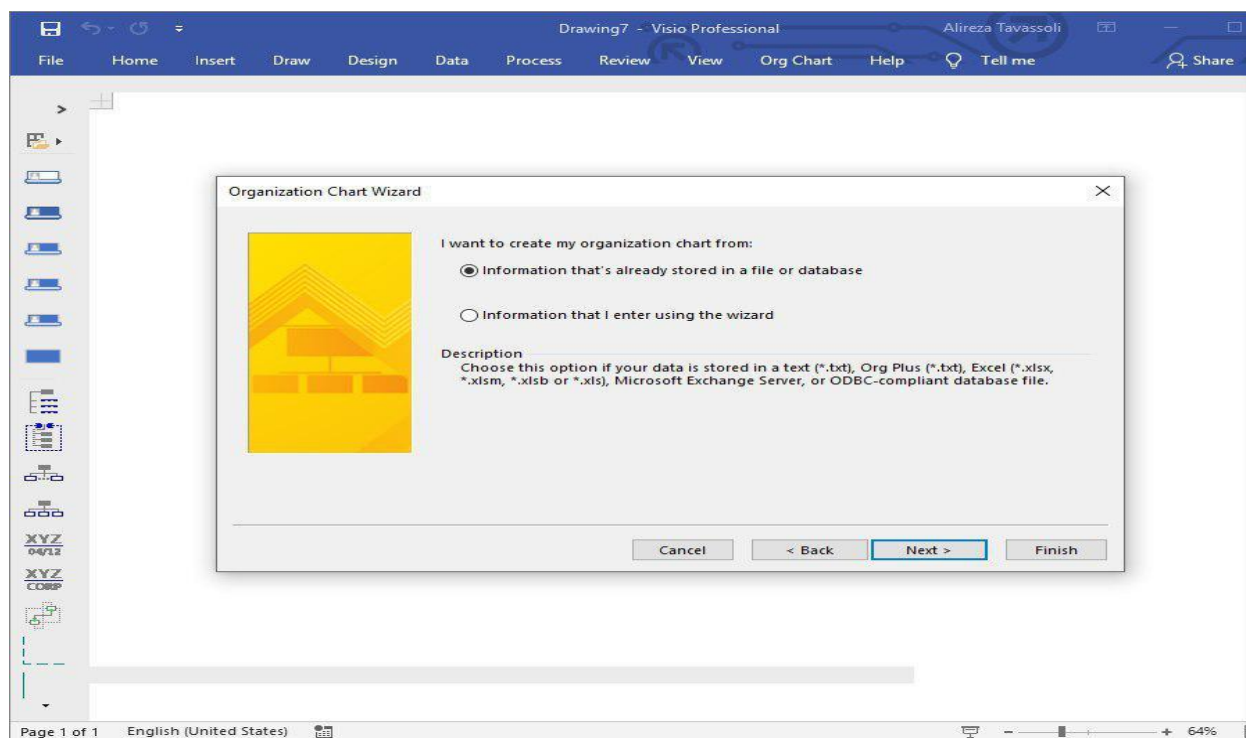 Drawing7 - Visio Professional
Alireza Tavassoli
File Home Insert Draw Design Data Process Review View Org Chart Help Tell me Share
Organization Chart Wizard
I want to create my organization chart from:
Information that's already stored in a file or database
Information that I enter using the wizard
Description
Choose this option if your data is stored in a text (*.txt), Org Plus (*.txt), Excel (*.xlsx,
*.xlsm, *.xlsb or *.xls), Microsoft Exchange Server, or ODBC-compliant database file.
Cancel < Back Next > Finish
XYZ
04/12
XYZ
CORP
Page 1 of 1 English (United States) 64%